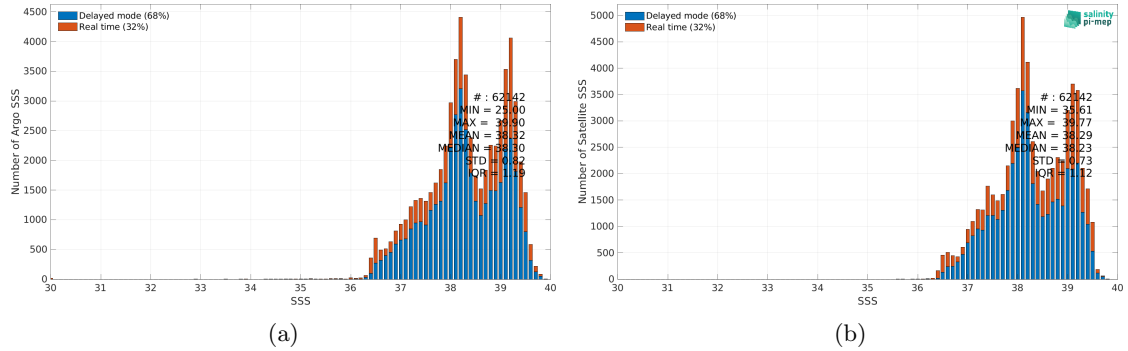 Delayed mode (68%)
Real time (32%)
4500
4000
3500
3000
2500
2000
1500
1000
500
0
Number of Argo SSS
# : 62142
MIN = 25.00
MAX = 39.90
MEAN = 38.32
MEDIAN = 38.30
STD = 0.82
IQR = 1.19
30 31 32 33 34 35 36 37 38 39 40
SSS
(a)
Delayed mode (68%)
Real time (32%)
salinity
pi-mep
5000
4500
4000
3500
3000
2500
2000
1500
1000
500
0
Number of Satellite SSS
# : 62142
MIN = 35.61
MAX = 39.77
MEAN = 38.29
MEDIAN = 38.23
STD = 0.73
IQR = 1.12
30 31 32 33 34 35 36 37 38 39 40
SSS
(b)